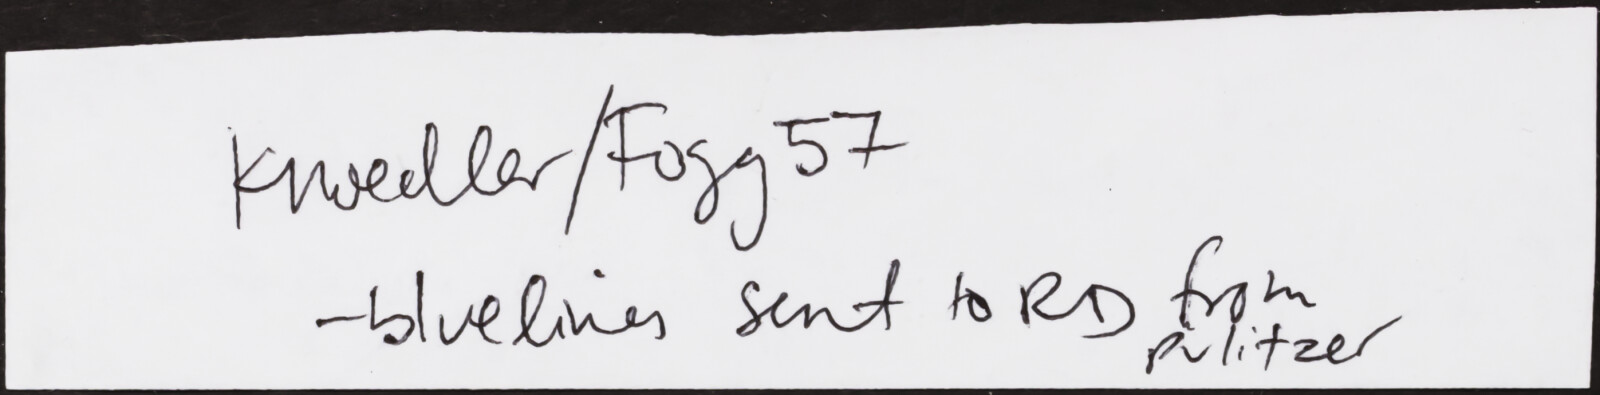 Knoedler/Fogg 57
-bluelines sent to RD from
pulitzer